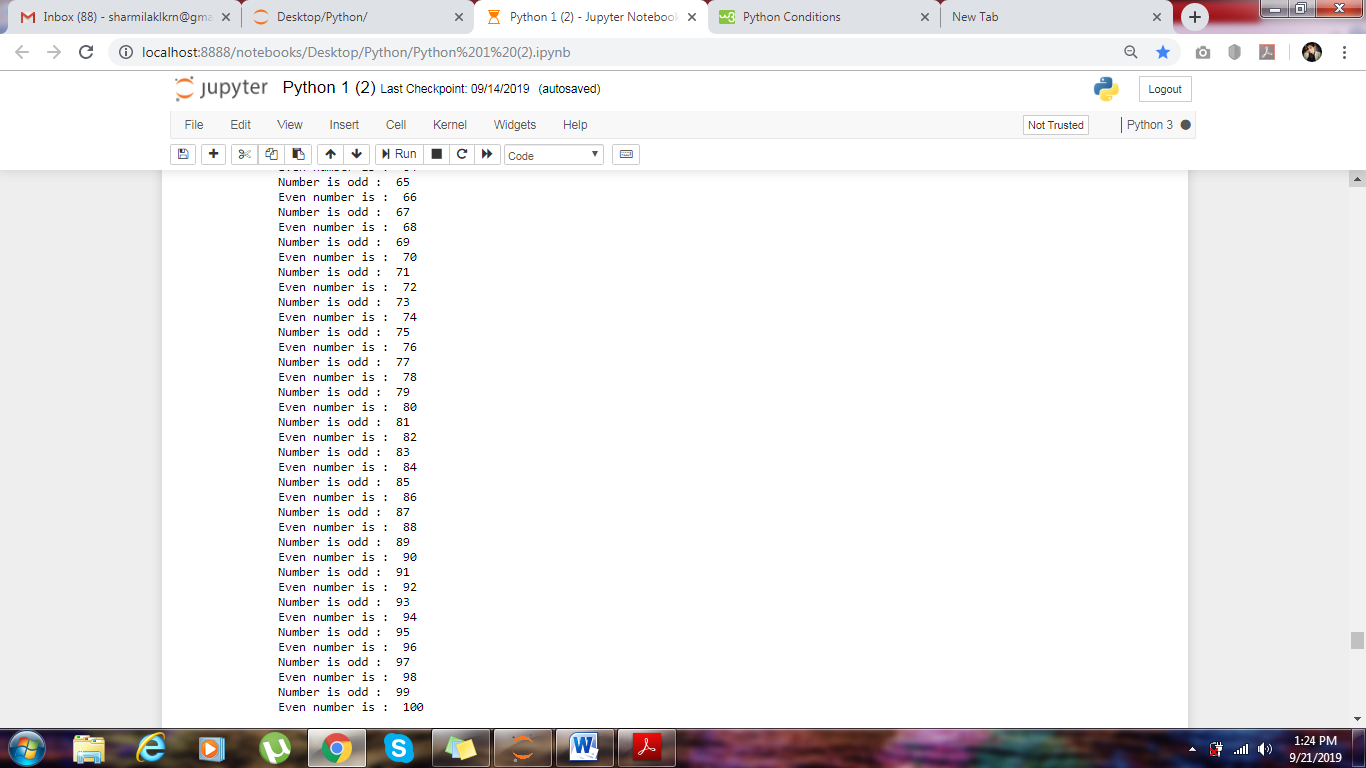 Inbox (88) - sharmilaklkrn@gma
Desktop/Python/
Python 1 (2) - Jupyter Notebook
Python Conditions
New Tab
localhost:8888/notebooks/Desktop/Python/Python%201%20(2).ipynb
jupyter Python 1 (2) Last Checkpoint: 09/14/2019 (autosaved)
Logout
File Edit View Insert Cell Kernel Widgets Help
Not Trusted
Python 3
Run
Code
Number is odd : 65
Even number is : 66
Number is odd : 67
Even number is : 68
Number is odd : 69
Even number is : 70
Number is odd : 71
Even number is : 72
Number is odd : 73
Even number is : 74
Number is odd : 75
Even number is : 76
Number is odd : 77
Even number is : 78
Number is odd : 79
Even number is : 80
Number is odd : 81
Even number is : 82
Number is odd : 83
Even number is : 84
Number is odd : 85
Even number is : 86
Number is odd : 87
Even number is : 88
Number is odd : 89
Even number is : 90
Number is odd : 91
Even number is : 92
Number is odd : 93
Even number is : 94
Number is odd : 95
Even number is : 96
Number is odd : 97
Even number is : 98
Number is odd : 99
Even number is : 100
1:24 PM
9/21/2019